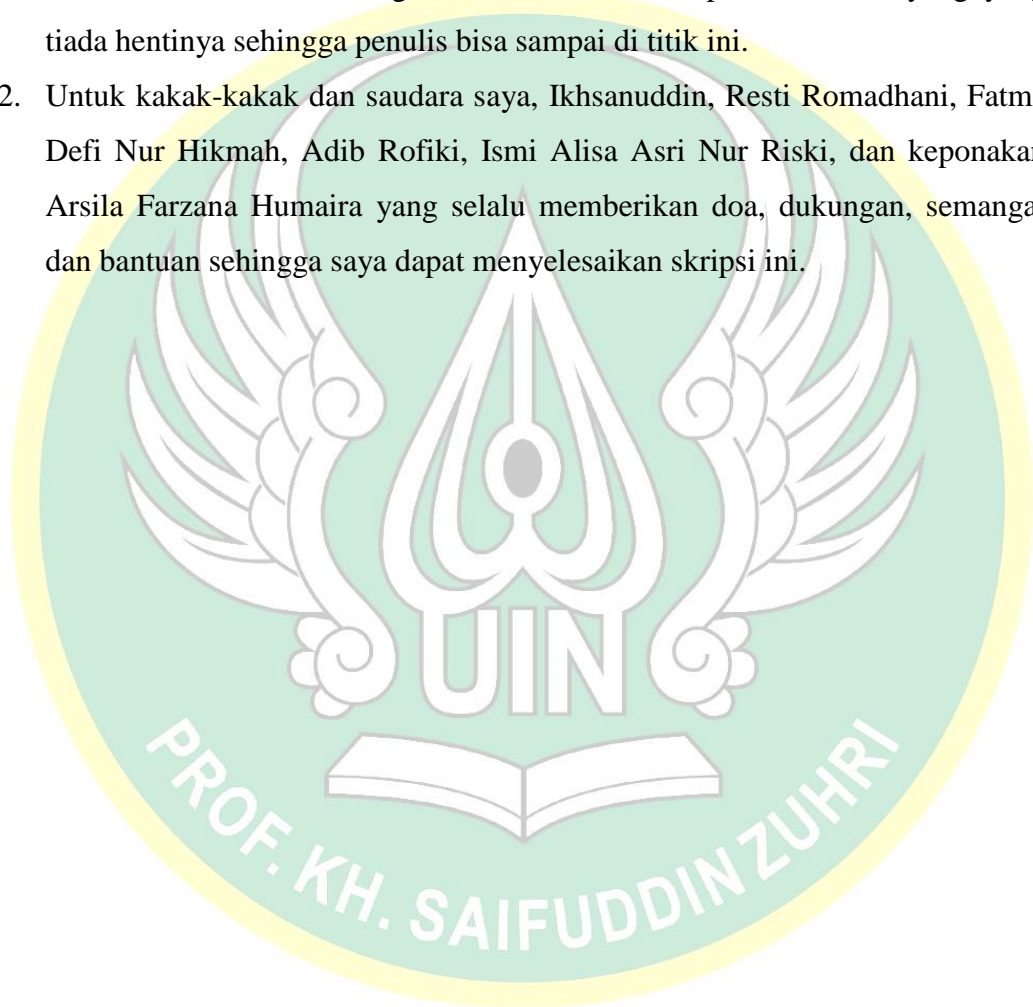 tiada hentinya sehingga penulis bisa sampai di titik ini.
2. Untuk kakak-kakak dan saudara saya, Ikhsanuddin, Resti Romadhani, Fatm
Defi Nur Hikmah, Adib Rofiki, Ismi Alisa Asri Nur Riski, dan keponakan
Arsila Farzana Humaira yang selalu memberikan doa, dukungan, semanga
dan bantuan sehingga saya dapat menyelesaikan skripsi ini.
UIN
PROF. KH. SAIFUDDIN ZUHRI